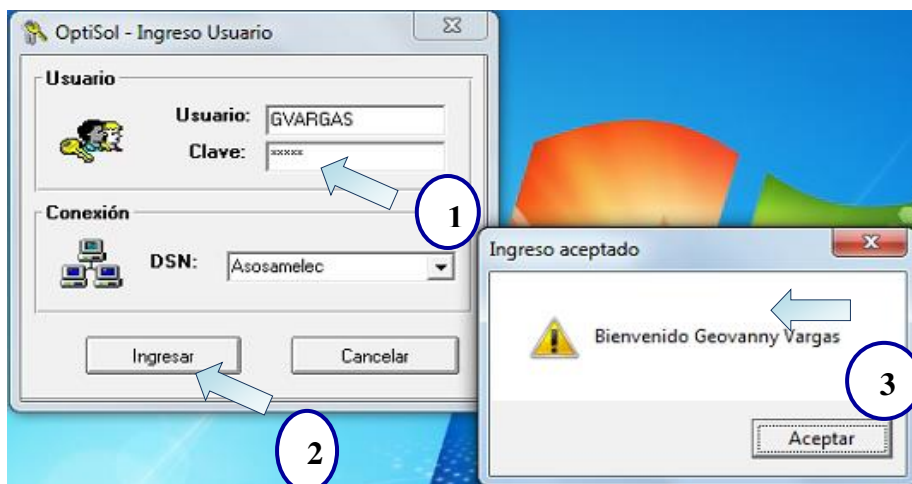 OptiSol - Ingreso Usuario
Usuario
Usuario: GVARGAS
Clave: xxxxx
1
Conexión
DSN: Asosamelec
Ingresar Cancelar
2
Ingreso aceptado
Bienvenido Geovanny Vargas
3
Aceptar